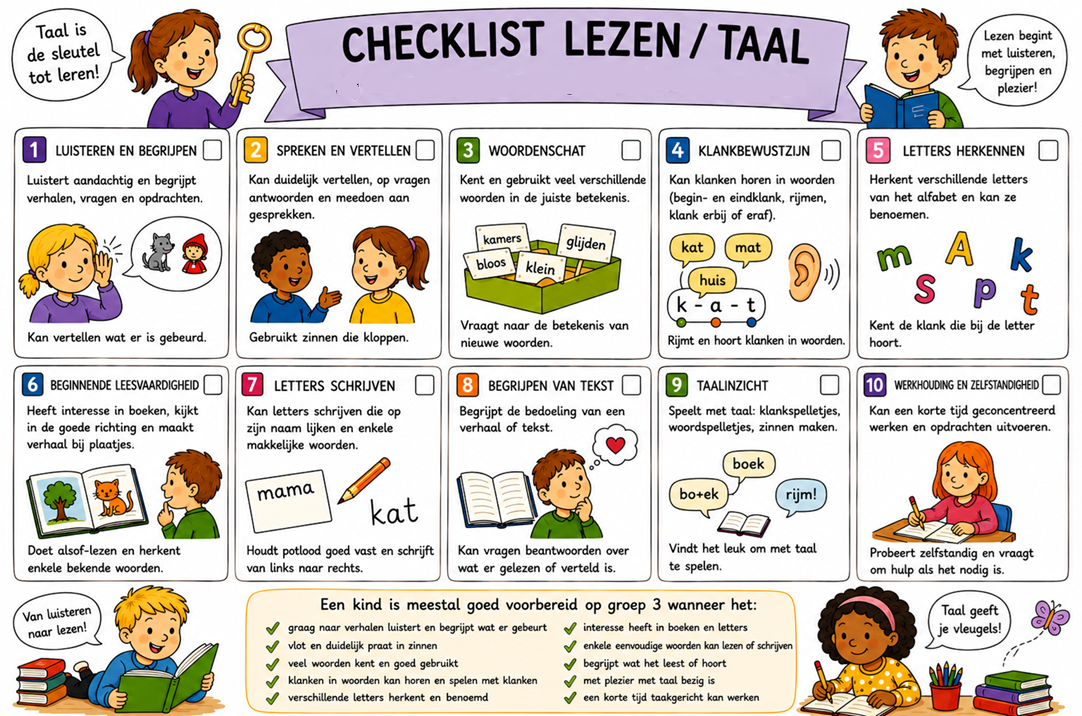 Taal is
de sleutel
tot leren!
CHECKLIST LEZEN / TAAL
Lezen begint
met luisteren,
begrijpen en
plezier!
1 LUISTEREN EN BEGRIJPEN
Luistert aandachtig en begrijpt
verhalen, vragen en opdrachten.
Kan vertellen wat er is gebeurd.
2 SPREKEN EN VERTELLEN
Kan duidelijk vertellen, op vragen
antwoorden en meedoen aan
gesprekken.
Gebruikt zinnen die kloppen.
3 WOORDENSCHAT
Kent en gebruikt veel verschillende
woorden in de juiste betekenis.
kamers
glijden
bloos
klein
Vraagt naar de betekenis van
nieuwe woorden.
4 KLANKBEWUSTZIJN
Kan klanken horen in woorden
(begin- en eindklank, rijmen,
klank erbij of eraf).
kat
mat
huis
k - a - t
Rijmt en hoort klanken in woorden.
5 LETTERS HERKENNEN
Herkent verschillende letters
van het alfabet en kan ze
benoemen.
m A k
s p t
Kent de klank die bij de letter
hoort.
6 BEGINNENDE LEESVAARDIGHEID
Heeft interesse in boeken, kijkt
in de goede richting en maakt
verhaal bij plaatjes.
Doet alsof-lezen en herkent
enkele bekende woorden.
7 LETTERS SCHRIJVEN
Kan letters schrijven die op
zijn naam lijken en enkele
makkelijke woorden.
mama
kat
Houdt potlood goed vast en schrijft
van links naar rechts.
8 BEGRIJPEN VAN TEKST
Begrijpt de bedoeling van een
verhaal of tekst.
Kan vragen beantwoorden over
wat er gelezen of verteld is.
9 TAALINZICHT
Speelt met taal: klankspelletjes,
woordspelletjes, zinnen maken.
boek
bo+ek
rijm!
Vindt het leuk om met taal
te spelen.
10 WERKHOUDING EN ZELFSTANDIGHEID
Kan een korte tijd geconcentreerd
werken en opdrachten uitvoeren.
Probeert zelfstandig en vraagt
om hulp als het nodig is.
Van luisteren
naar lezen!
Een kind is meestal goed voorbereid op groep 3 wanneer het:
graag naar verhalen luistert en begrijpt wat er gebeurt
vlot en duidelijk praat in zinnen
veel woorden kent en goed gebruikt
klanken in woorden kan horen en spelen met klanken
verschillende letters herkent en benoemd
interesse heeft in boeken en letters
enkele eenvoudige woorden kan lezen of schrijven
begrijpt wat het leest of hoort
met plezier met taal bezig is
een korte tijd taakgericht kan werken
Taal geeft
je vleugels!